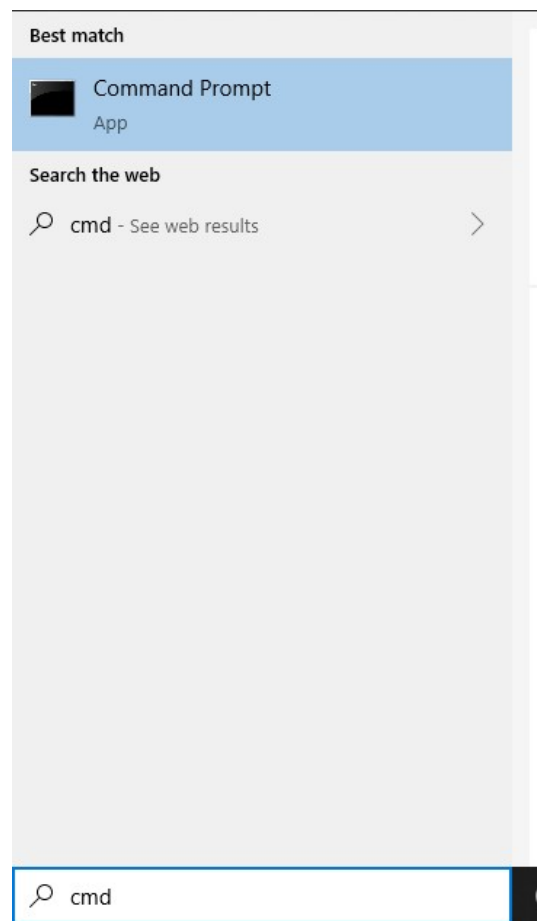 Best match
Command Prompt
App
Search the web
cmd - See web results
cmd